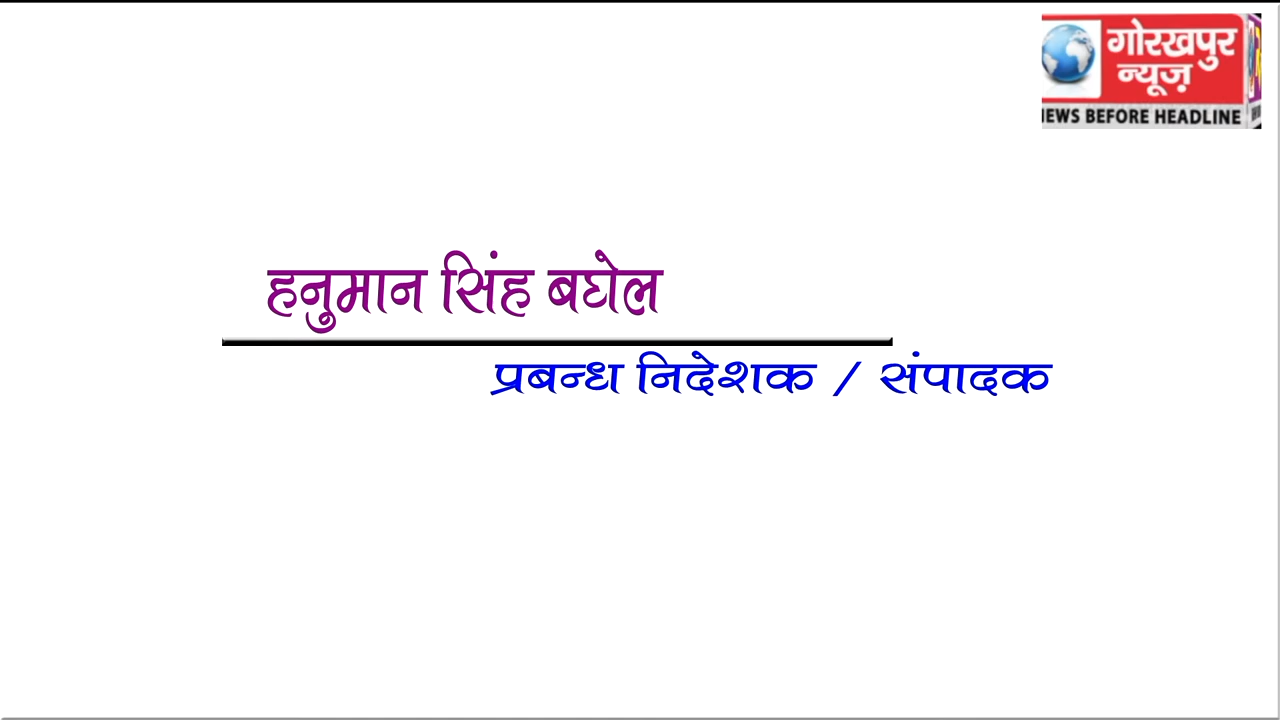 गोरखपुर
न्यूज़
NEWS BEFORE HEADLINE
हनुमान सिंह बघेल
प्रबन्ध निदेशक / संपादक